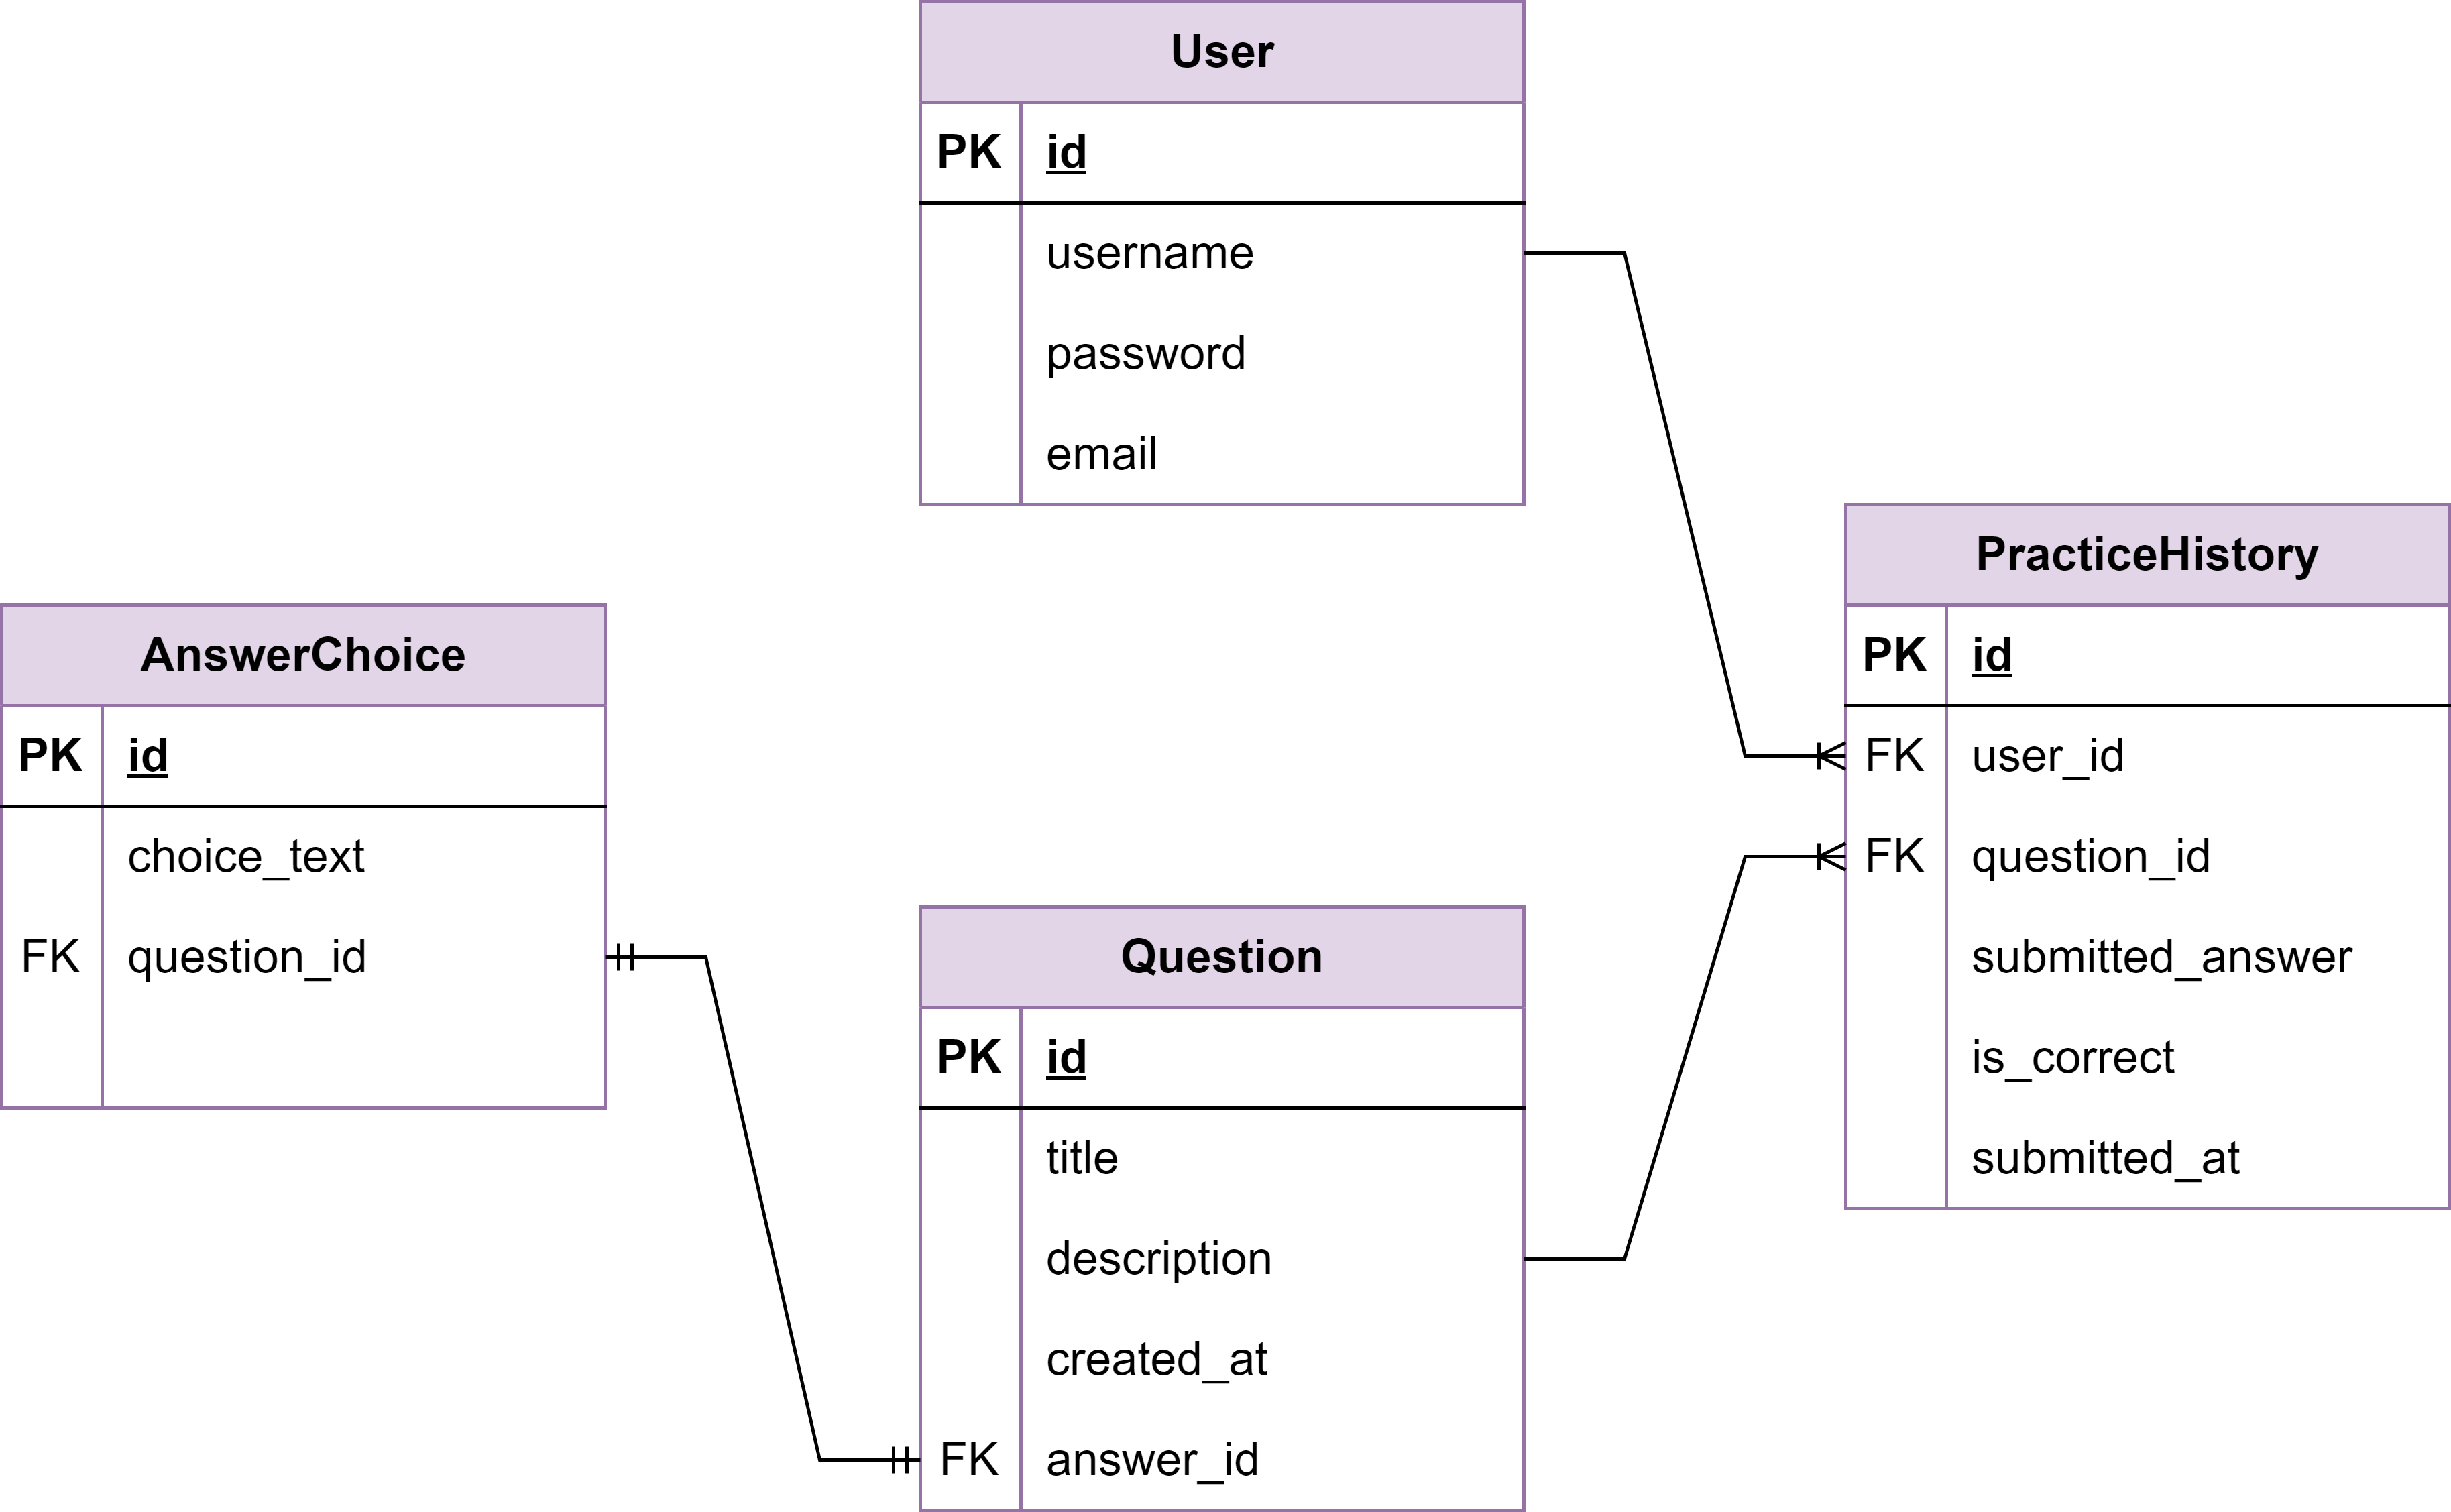 User
PK id
username
password
email
AnswerChoice
PK id
choice_text
FK question_id
Question
PK id
title
description
created_at
FK answer_id
PracticeHistory
PK id
FK user_id
FK question_id
submitted_answer
is_correct
submitted_at